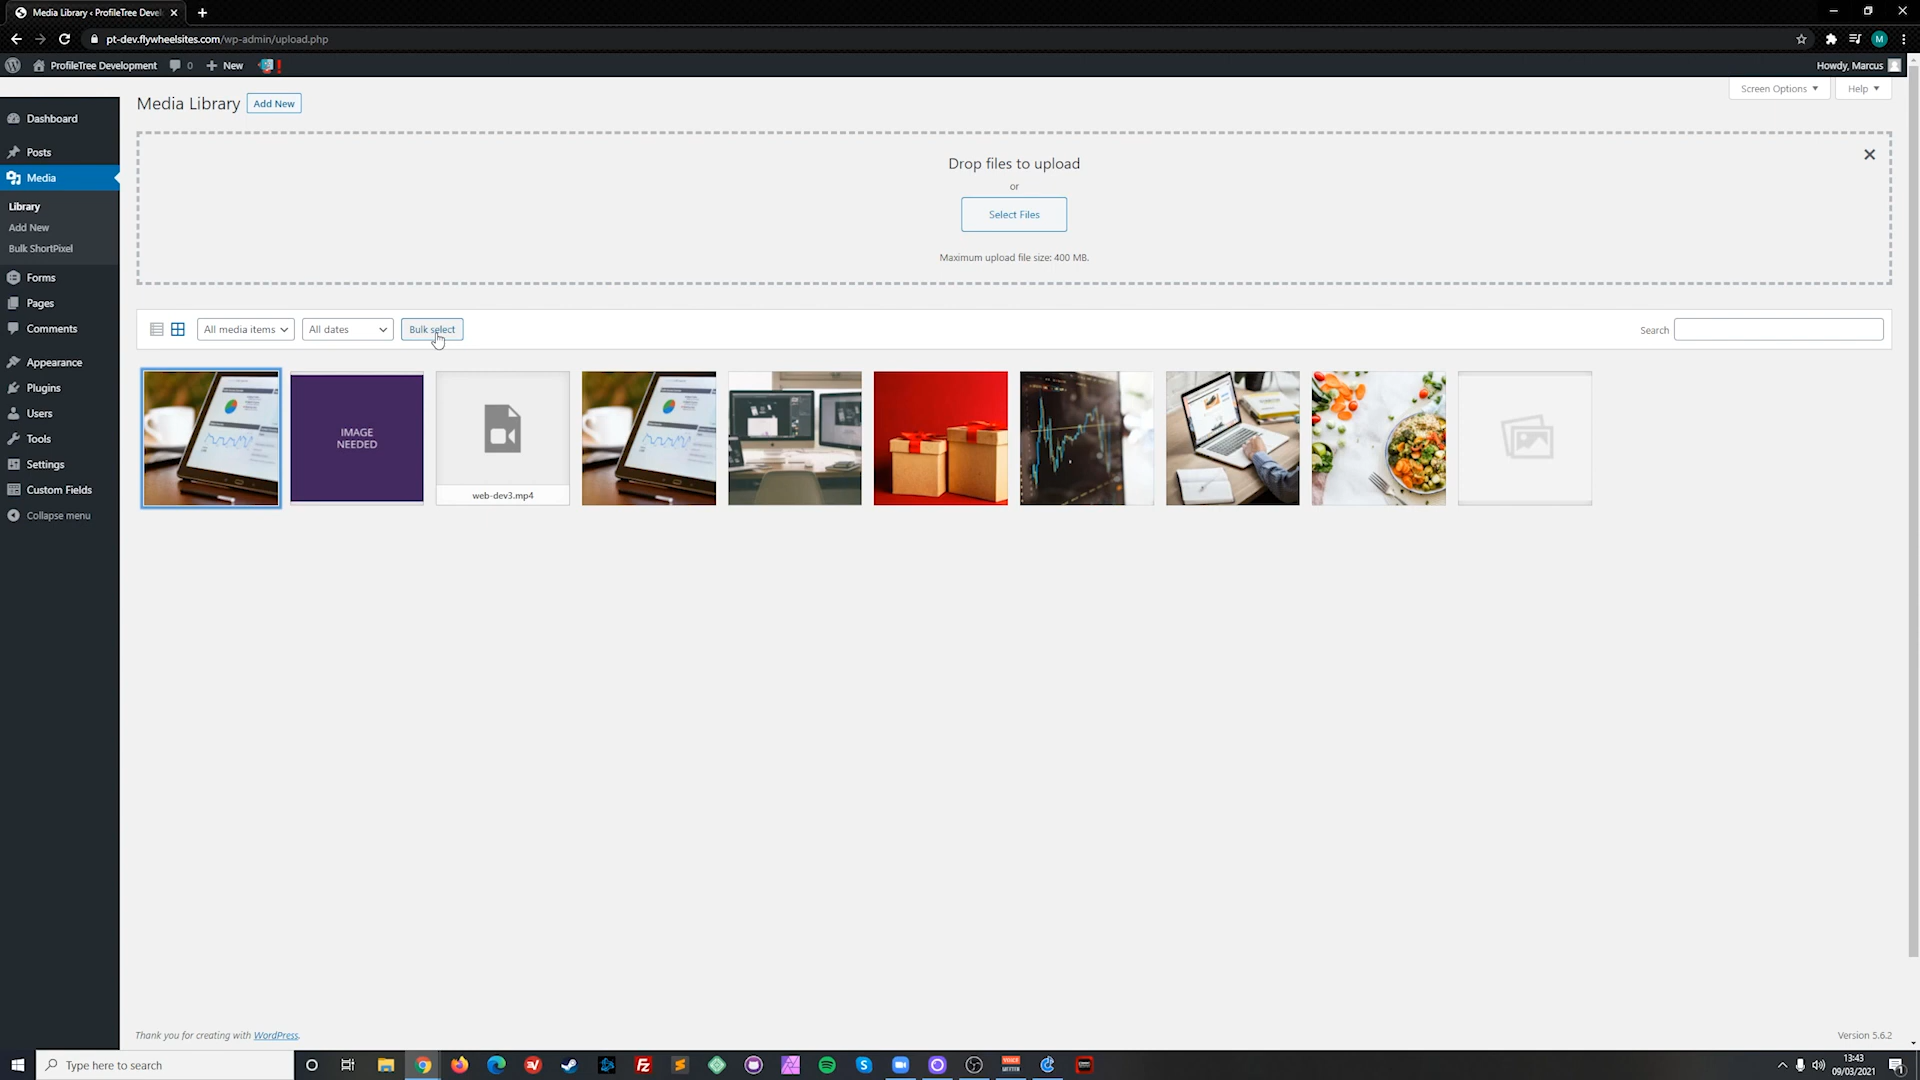 Media Library ‹ ProfileTree Devel
pt-dev.flywheelsites.com/wp-admin/upload.php
M
ProfileTree Development
0
New
Howdy, Marcus
Media Library
Add New
Screen Options
Help
Dashboard
Posts
Media
Library
Add New
Bulk ShortPixel
Forms
Pages
Comments
Appearance
Plugins
Users
Tools
Settings
Custom Fields
Collapse menu
Drop files to upload
or
Select Files
Maximum upload file size: 400 MB.
All media items
All dates
Bulk select
Search
IMAGE
NEEDED
web-dev3.mp4
Thank you for creating with WordPress.
Version 5.6.2
Type here to search
13:43
09/03/2021